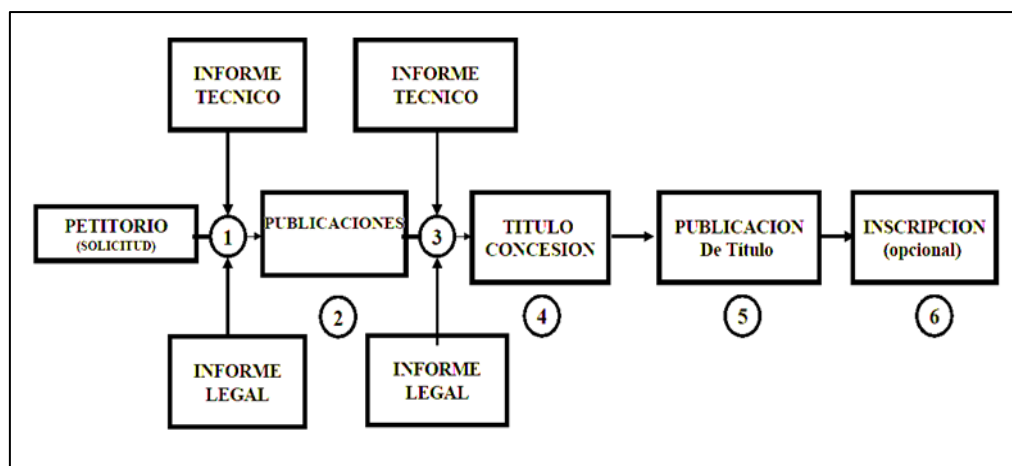 INFORME
TECNICO
INFORME
TECNICO
PETITORIO
(SOLICITUD)
1
PUBLICACIONES
3
TITULO
CONCESION
PUBLICACION
De Título
INSCRIPCION
(opcional)
2
4
5
6
INFORME
LEGAL
INFORME
LEGAL